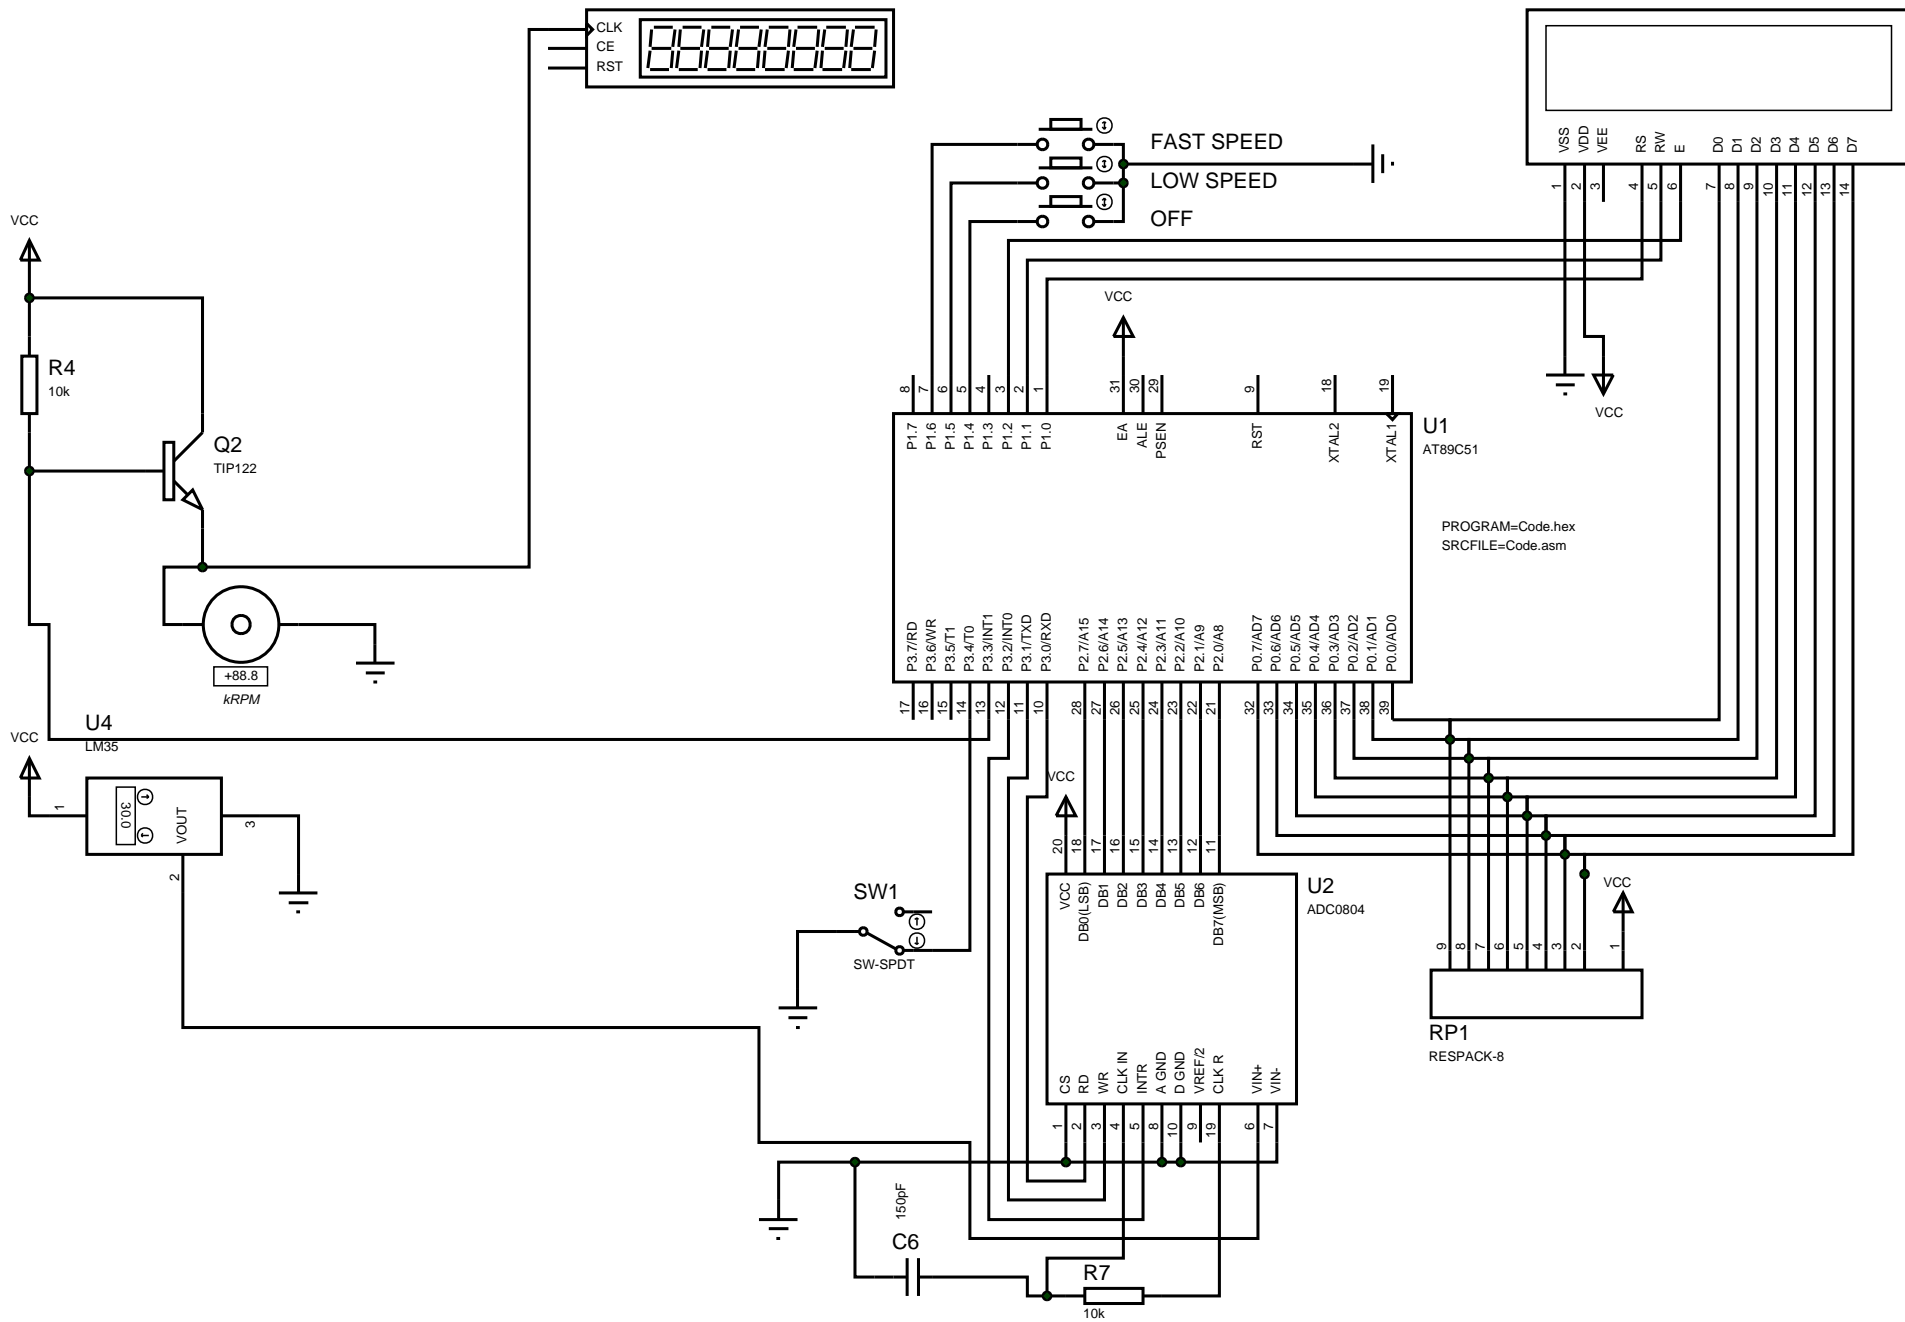 CLK
CE
RST
FAST SPEED
LOW SPEED
OFF
VSS
VDD
VEE
RS
RW
E
D0
D1
D2
D3
D4
D5
D6
D7
1
2
3
4
5
6
7
8
9
10
11
12
13
14
VCC
R4
10k
Q2
TIP122
+88.8
kRPM
VCC
VCC
8
7
6
5
4
3
2
1
31
30
29
9
18
19
P1.7
P1.6
P1.5
P1.4
P1.3
P1.2
P1.1
P1.0
EA
ALE
PSEN
RST
XTAL2
XTAL1
U1
AT89C51
PROGRAM=Code.hex
SRCFILE=Code.asm
P3.7/RD
P3.6/WR
P3.5/T1
P3.4/T0
P3.3/INT1
P3.2/INT0
P3.1/TXD
P3.0/RXD
P2.7/A15
P2.6/A14
P2.5/A13
P2.4/A12
P2.3/A11
P2.2/A10
P2.1/A9
P2.0/A8
P0.7/AD7
P0.6/AD6
P0.5/AD5
P0.4/AD4
P0.3/AD3
P0.2/AD2
P0.1/AD1
P0.0/AD0
17
16
15
14
13
12
11
10
28
27
26
25
24
23
22
21
32
33
34
35
36
37
38
39
U4
LM35
VCC
1
30.0
VOUT
3
2
SW1
SW-SPDT
VCC
20
18
17
16
15
14
13
12
11
VCC
DB0(LSB)
DB1
DB2
DB3
DB4
DB5
DB6
DB7(MSB)
U2
ADC0804
CS
RD
WR
CLK IN
INTR
A GND
D GND
VREF/2
CLK R
VIN+
VIN-
1
2
3
4
5
8
10
9
19
6
7
VCC
9
8
7
6
5
4
3
2
1
RP1
RESPACK-8
150pF
C6
R7
10k